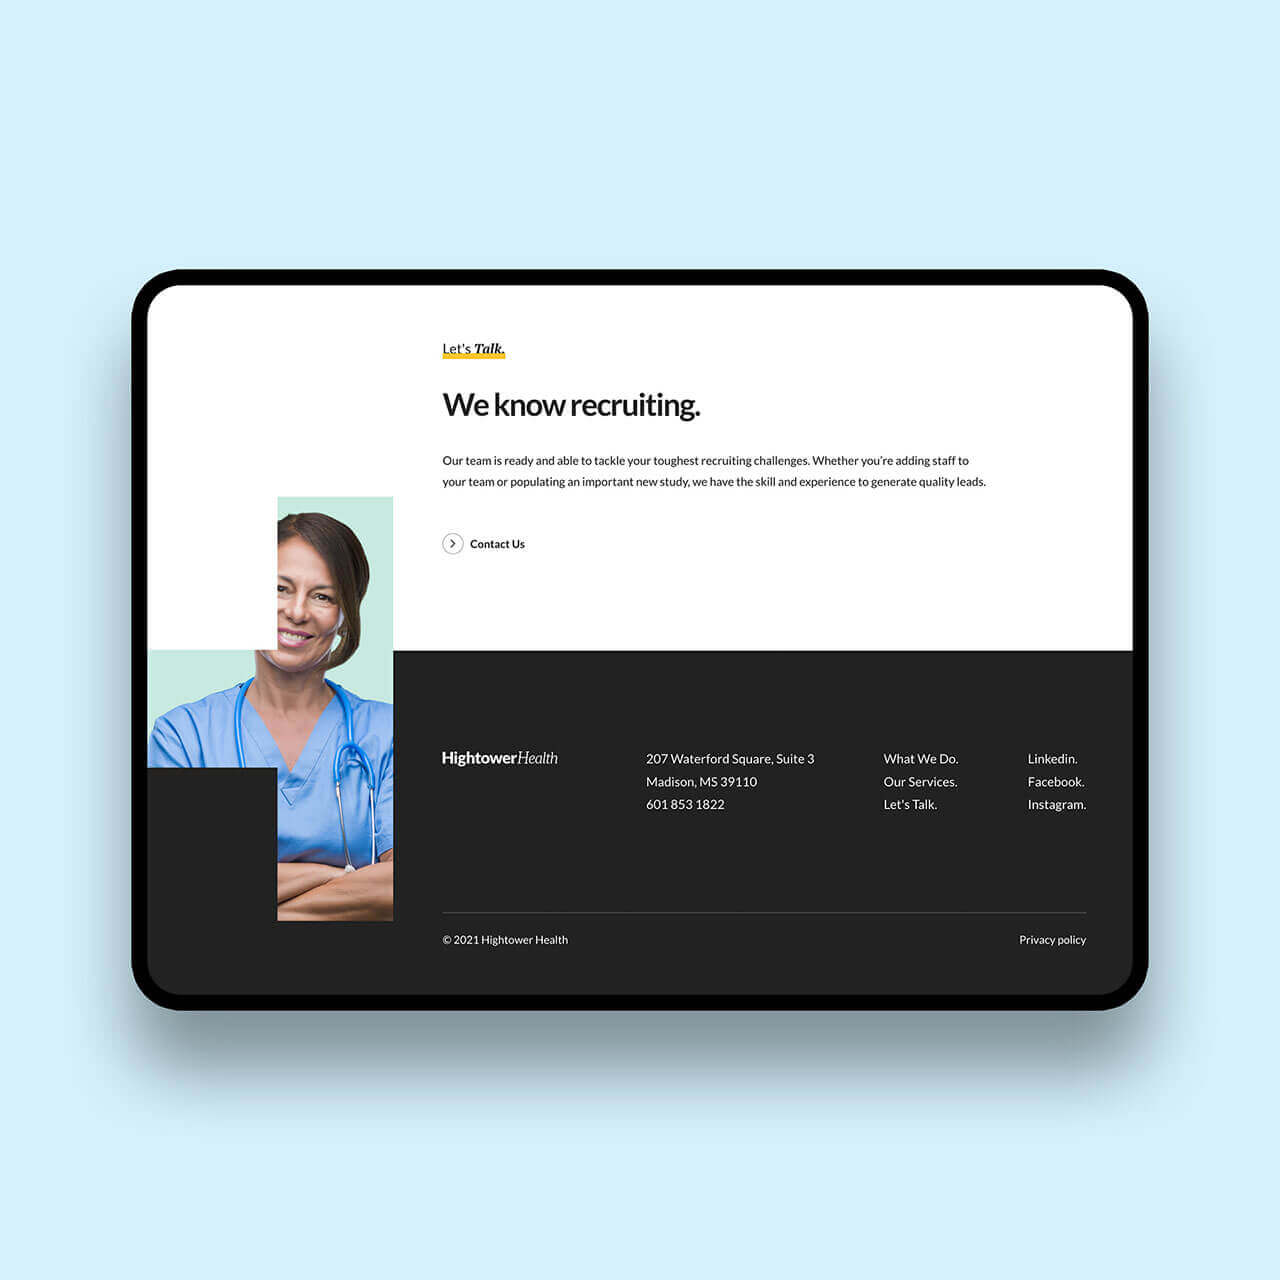 Let's Talk.
We know recruiting.
Our team is ready and able to tackle your toughest recruiting challenges. Whether you're adding staff to
your team or populating an important new study, we have the skill and experience to generate quality leads.
Contact Us
HightowerHealth
207 Waterford Square, Suite 3
Madison, MS 39110
601 853 1822
What We Do.
Our Services.
Let's Talk.
Linkedin.
Facebook.
Instagram.
© 2021 Hightower Health
Privacy policy